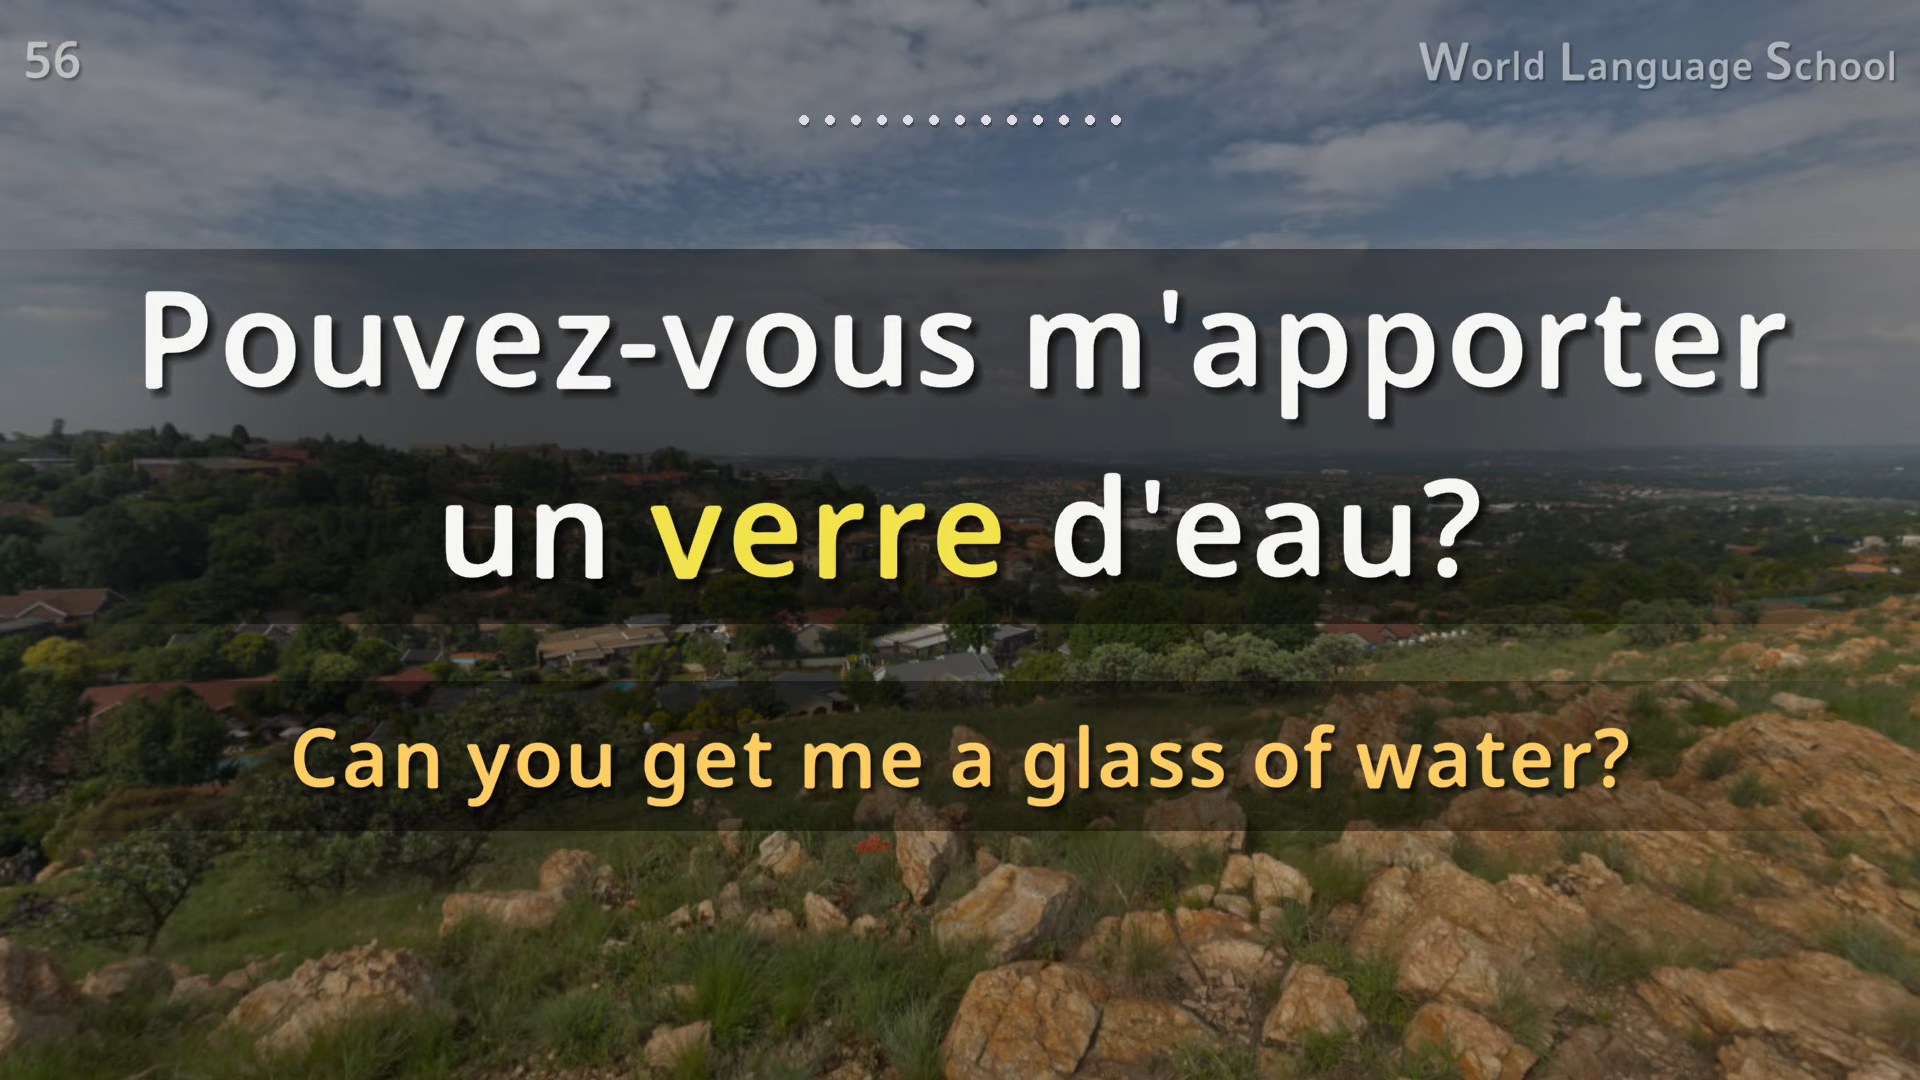 56
World Language School
Pouvez-vous m'apporter
un verre d'eau?
Can you get me a glass of water?